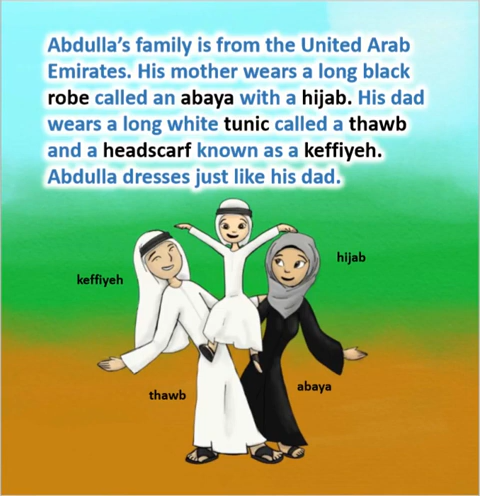 Abdulla's family is from the United Arab
Emirates. His mother wears a long black
robe called an abaya with a hijab. His dad
wears a long white tunic called a thawb
and a headscarf known as a keffiyeh.
Abdulla dresses just like his dad.
hijab
keffiyeh
abaya
thawb